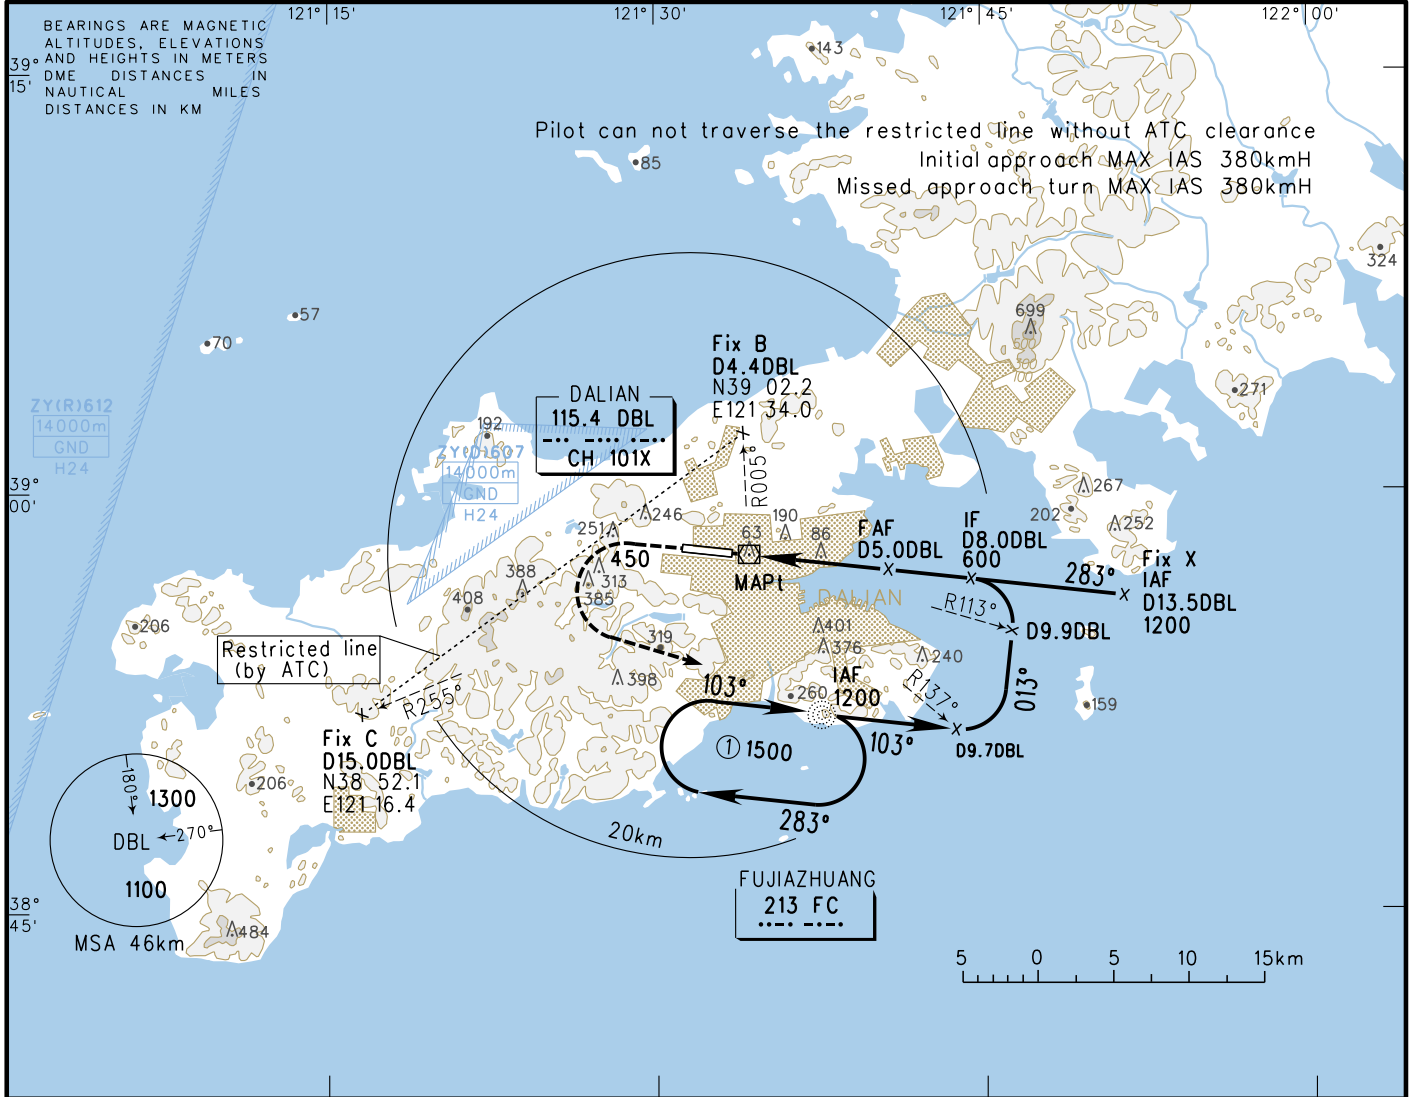 121° 15'
121° 30'
121° 45'
122° 00'
BEARINGS ARE MAGNETIC
ALTITUDES, ELEVATIONS
AND HEIGHTS IN METERS
DME DISTANCES IN
NAUTICAL MILES
DISTANCES IN KM
39°
15'
143
Pilot can not traverse the restricted line without ATC clearance
Initial approach MAX IAS 380kmH
Missed approach turn MAX IAS 380kmH
85
324
57
70
699
500
300
100
271
Fix B
D4.4DBL
N39 02.2
E121 34.0
DALIAN
115.4 DBL
CH 101X
ZY(R)612
14000m
GND
H24
192
ZY(D)607
14000m
GND
H24
R005°
39°
00'
267
202
252
246
251
190
63
86
FAF
D5.0DBL
IF
D8.0DBL
600
Fix X
IAF
D13.5DBL
1200
283°
450
MAPt
388
313
385
408
DALIAN
R113°
D9.9DBL
206
401
376
240
319
398
Restricted line
(by ATC)
R255°
103°
260
IAF
1200
R137°
013°
159
103°
D9.7DBL
① 1500
283°
Fix C
D15.0DBL
N38 52.1
E121 16.4
206
180°
1300
DBL
270°
1100
MSA 46km
20km
FUJIAZHUANG
213 FC
38°
45'
484
5 0 5 10 15km